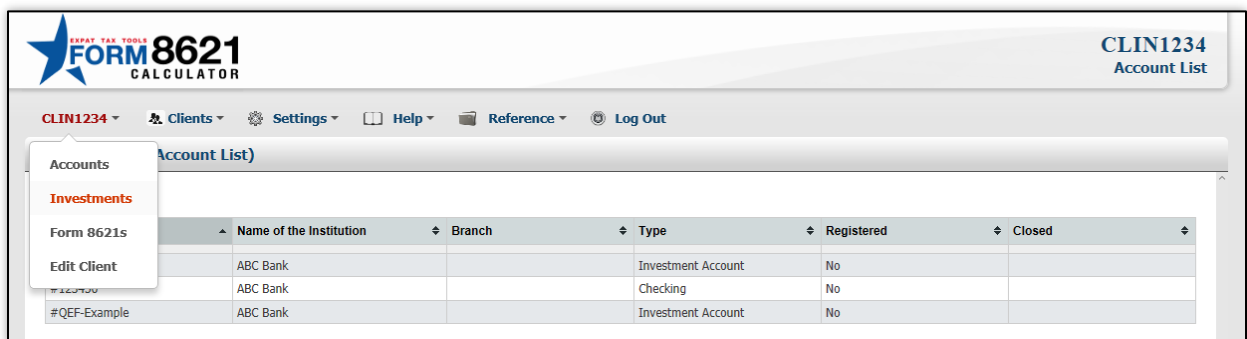 EXPAT TAX TOOLS
FORM 8621
CALCULATOR
CLIN1234
Account List
CLIN1234 Clients Settings Help Reference Log Out
Account List)
Accounts
Investments
Form 8621s
Edit Client
Name of the Institution Branch Type Registered Closed
ABC Bank Investment Account No
#123456 ABC Bank Checking No
#QEF-Example ABC Bank Investment Account No